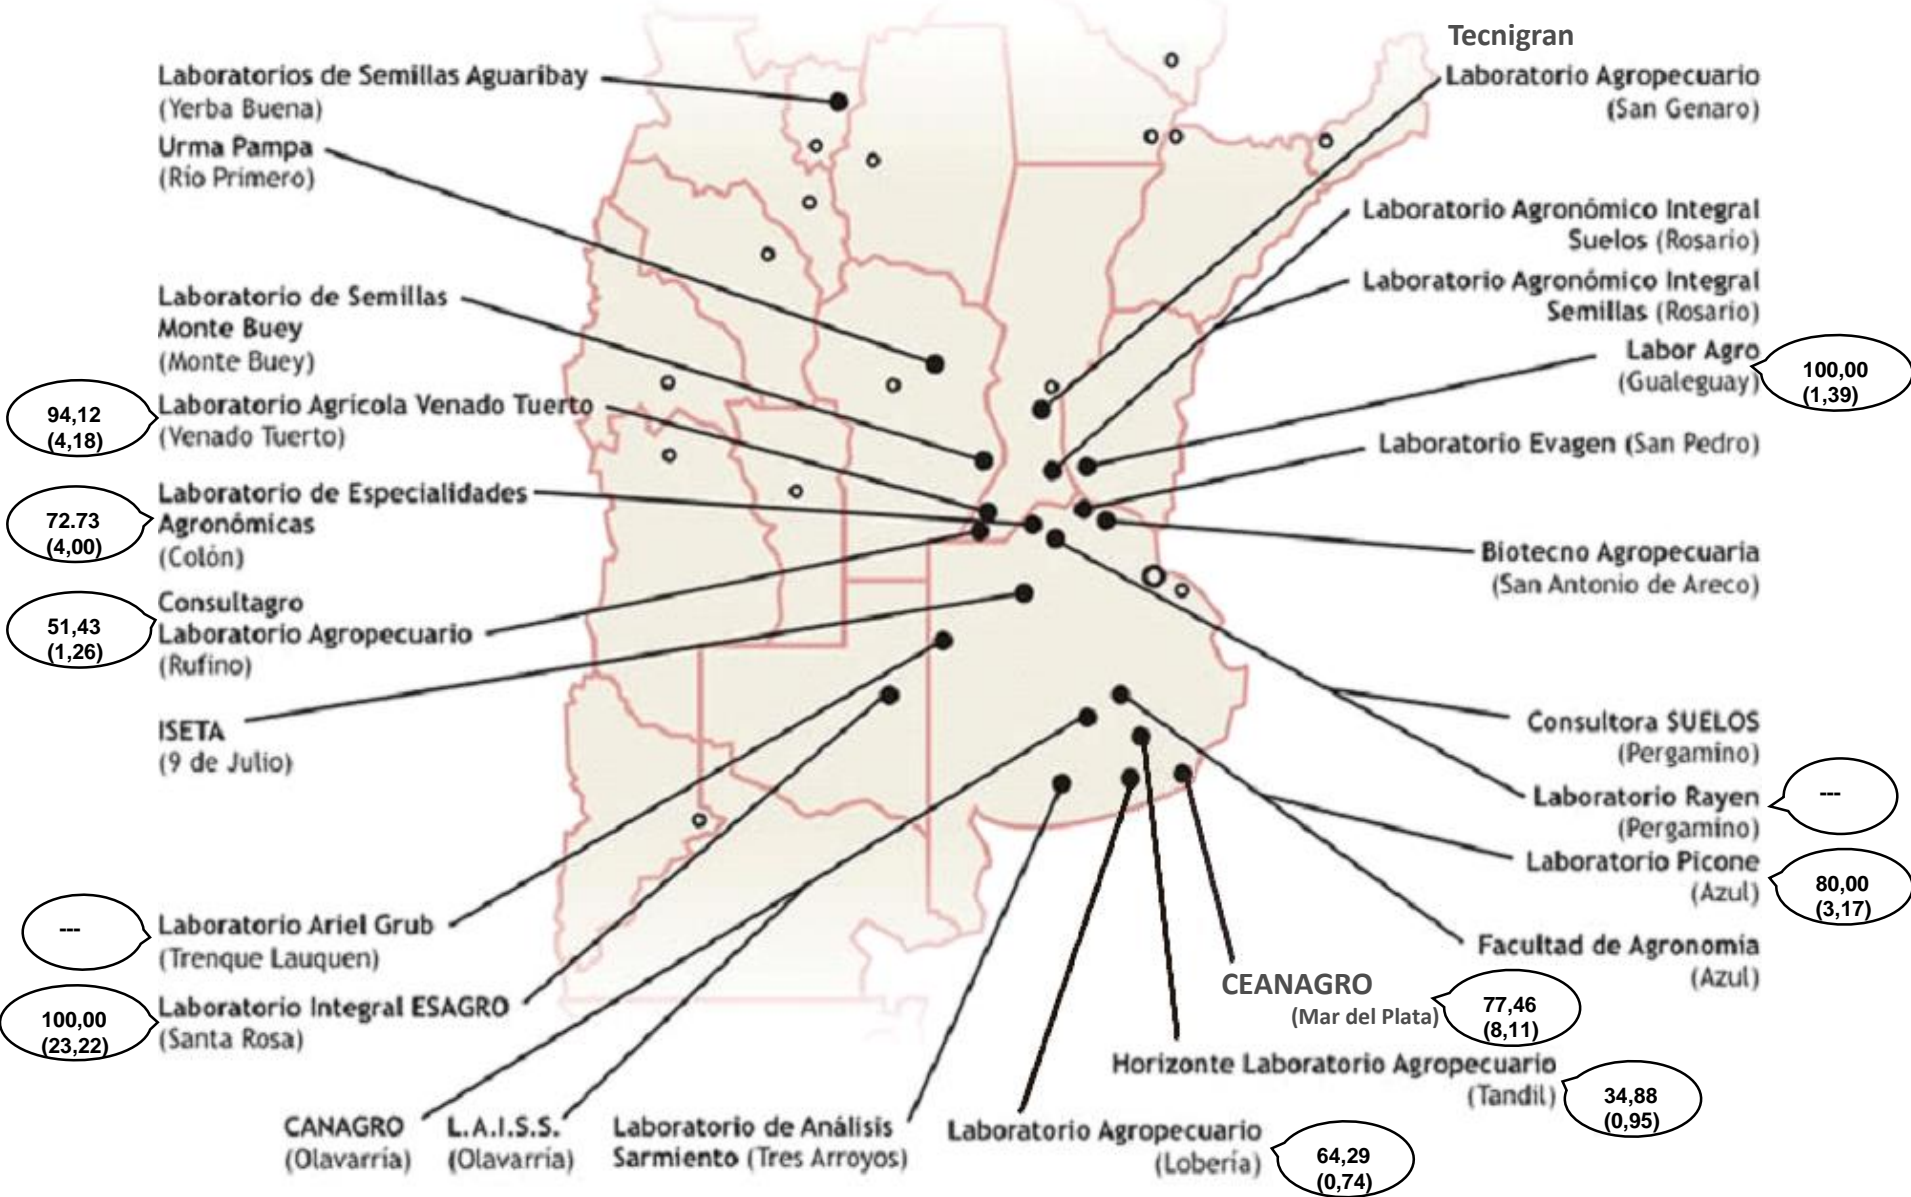 Laboratorios de Semillas Aguaribay
(Yerba Buena)
Urma Pampa
(Río Primero)
Laboratorio de Semillas
Monte Buey
(Monte Buey)
94,12
(4,18)
Laboratorio Agrícola Venado Tuerto
(Venado Tuerto)
72.73
(4,00)
Laboratorio de Especialidades
Agronómicas
(Colón)
51,43
(1,26)
Consultagro
Laboratorio Agropecuario
(Rufino)
ISETA
(9 de Julio)
---
Laboratorio Ariel Grub
(Trenque Lauquen)
100,00
(23,22)
Laboratorio Integral ESAGRO
(Santa Rosa)
CANAGRO
(Olavarría)
L.A.I.S.S.
(Olavarría)
Laboratorio de Análisis
Sarmiento (Tres Arroyos)
Laboratorio Agropecuario
(Lobería)
64,29
(0,74)
Horizonte Laboratorio Agropecuario
(Tandil)
34,88
(0,95)
CEANAGRO
(Mar del Plata)
77,46
(8,11)
Tecnigran
Laboratorio Agropecuario
(San Genaro)
Laboratorio Agronómico Integral
Suelos (Rosario)
Laboratorio Agronómico Integral
Semillas (Rosario)
Labor Agro
(Gualeguay)
100,00
(1,39)
Laboratorio Evagen (San Pedro)
Biotecno Agropecuaria
(San Antonio de Areco)
Consultora SUELOS
(Pergamino)
Laboratorio Rayen
(Pergamino)
---
Laboratorio Picone
(Azul)
80,00
(3,17)
Facultad de Agronomía
(Azul)